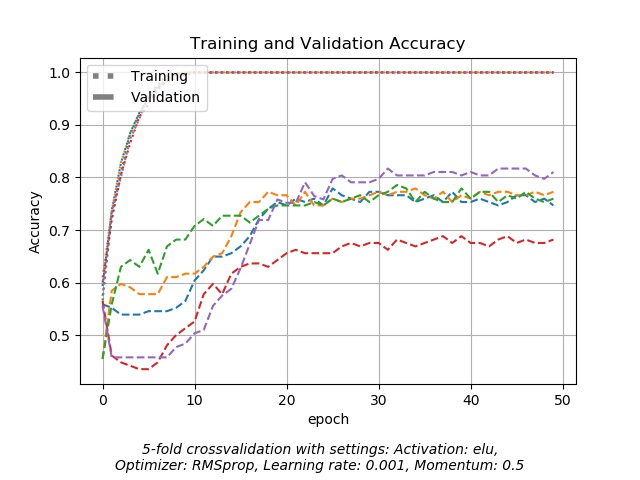 Training and Validation Accuracy
Training
Validation
1.0
0.9
0.8
0.7
0.6
0.5
Accuracy
0
10
20
30
40
50
epoch
5-fold crossvalidation with settings: Activation: elu,
Optimizer: RMSprop, Learning rate: 0.001, Momentum: 0.5